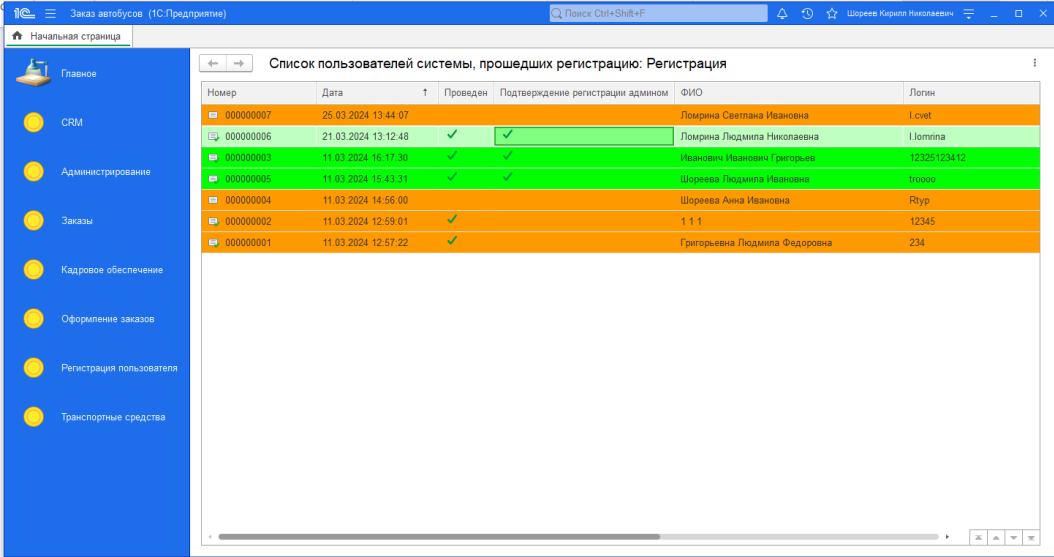 1С Заказ автобусов (1С:Предприятие) Поиск Ctrl+Shift+F Шореев Кирилл Николаевич
Начальная страница
Главное
CRM
Администрирование
Заказы
Кадровое обеспечение
Оформление заказов
Регистрация пользователя
Транспортные средства
Список пользователей системы, прошедших регистрацию: Регистрация
Номер Дата Проведен Подтверждение регистрации админом ФИО Логин
000000007 25.03.2024 13:44:07 Ломрина Светлана Ивановна l.cvet
000000006 21.03.2024 13:12:48 Ломрина Людмила Николаевна l.lomrina
000000003 11.03.2024 16:17:30 Иванович Иванович Григорьев 12325123412
000000005 11.03.2024 15:43:31 Шореева Людмила Ивановна troooo
000000004 11.03.2024 14:56:00 Шореева Анна Ивановна Rtyp
000000002 11.03.2024 12:59:01 1 1 1 12345
000000001 11.03.2024 12:57:22 Григорьевна Людмила Федоровна 234